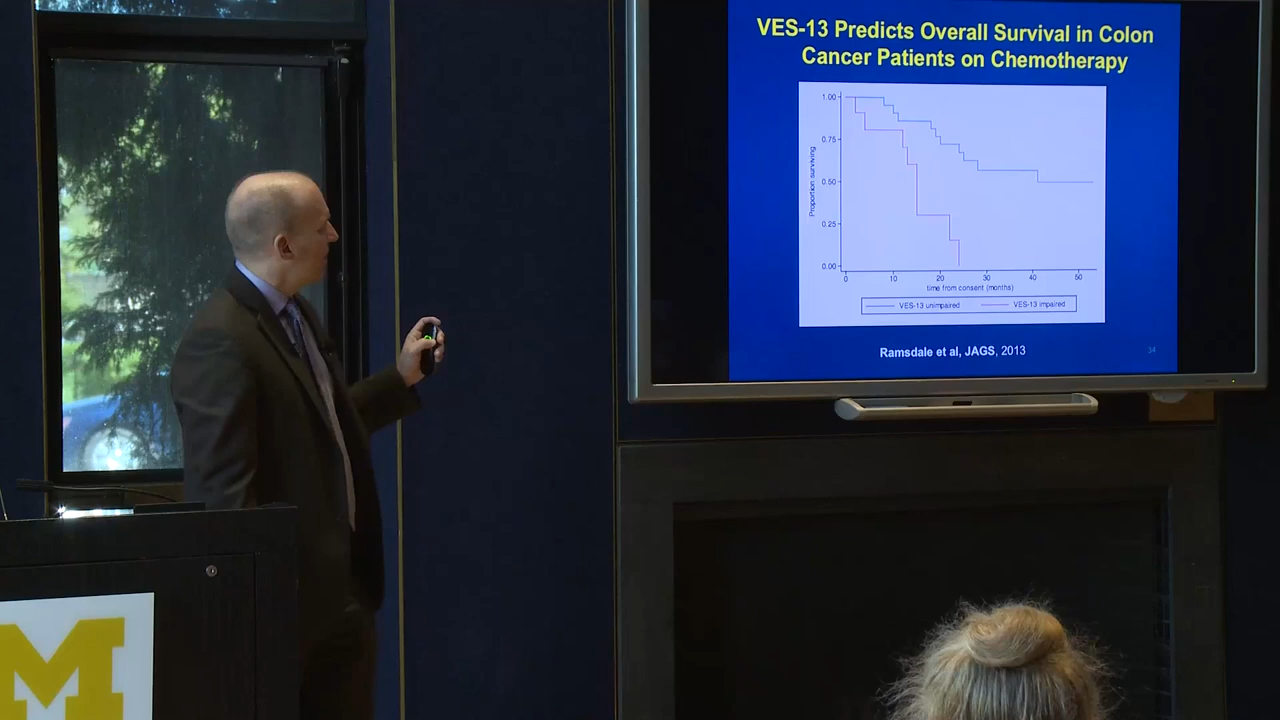 VES-13 Predicts Overall Survival in Colon
Cancer Patients on Chemotherapy
1.00
0.75
0.50
0.25
0.00
Proportion surviving
0 10 20 30 40 50
time from consent (months)
VES-13 unimpaired VES-13 impaired
Ramsdale et al, JAGS, 2013
34
M